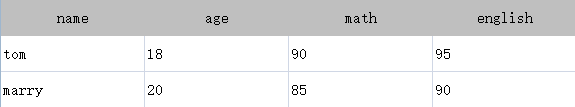 name age math english
tom 18 90 95
marry 20 85 90